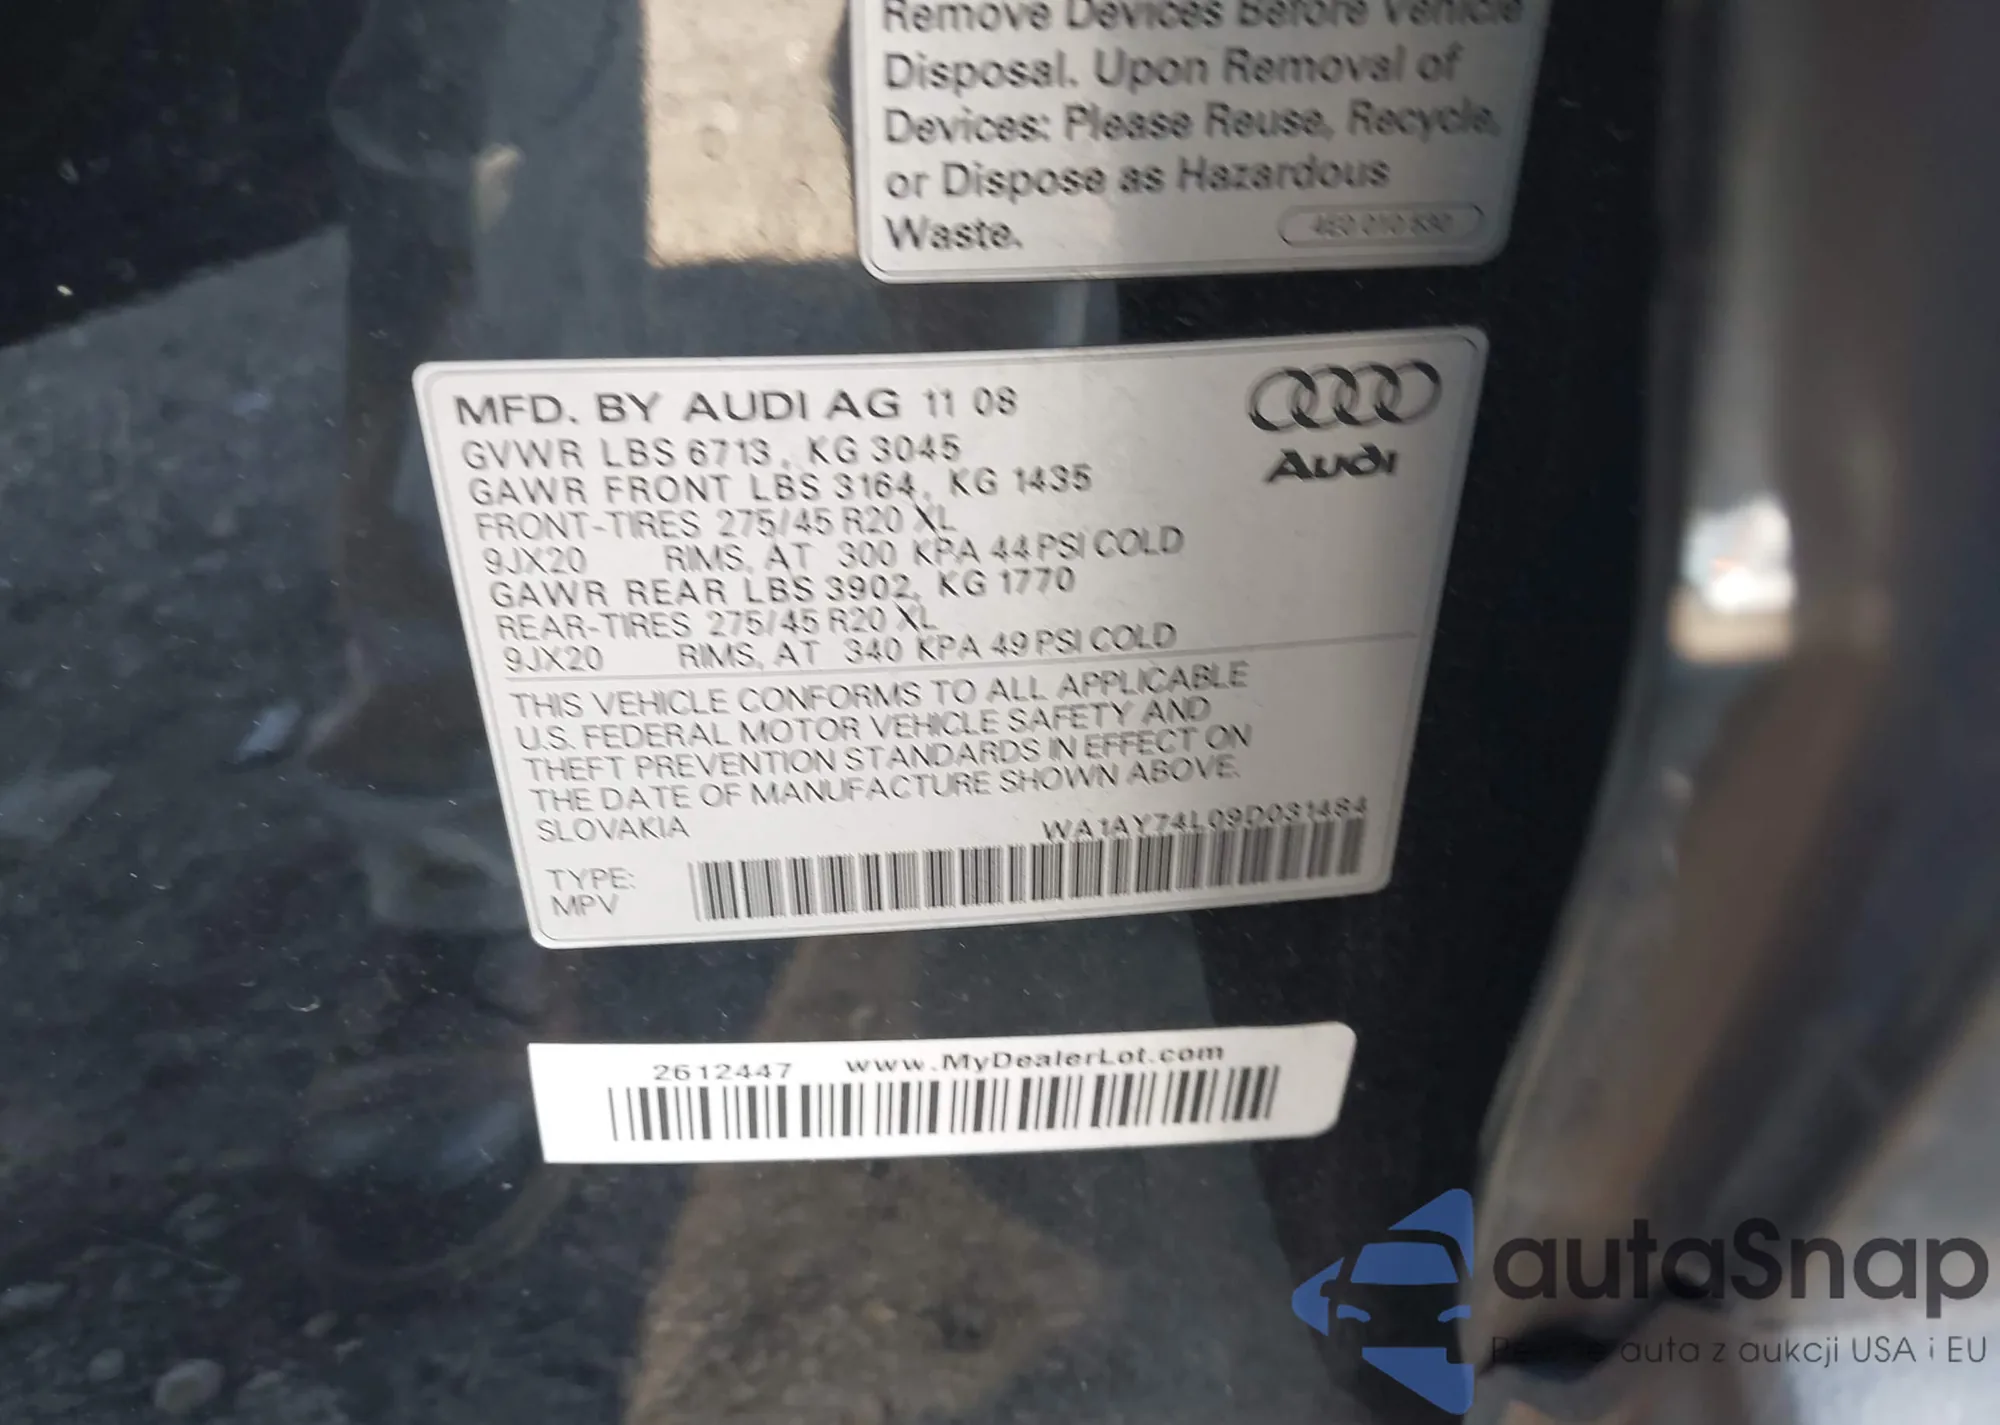 Remove Devices Before Vehicle
Disposal. Upon Removal of
Devices: Please Reuse, Recycle,
or Dispose as Hazardous
Waste.
MFD. BY AUDI AG 11 08
GVWR LBS 6713, KG 3045
GAWR FRONT LBS 3164, KG 1435
FRONT-TIRES 275/45 R20 XL
9JX20 RIMS, AT 300 KPA 44 PSI COLD
GAWR REAR LBS 3902, KG 1770
REAR-TIRES 275/45 R20 XL
9JX20 RIMS, AT 340 KPA 49 PSI COLD
Audi
THIS VEHICLE CONFORMS TO ALL APPLICABLE
U.S. FEDERAL MOTOR VEHICLE SAFETY AND
THEFT PREVENTION STANDARDS IN EFFECT ON
THE DATE OF MANUFACTURE SHOWN ABOVE.
SLOVAKIA
WA1AY74L09D031484
TYPE:
MPV
2612447 www.MyDealerLot.com
autaSnap
auta z aukcji USA i EU